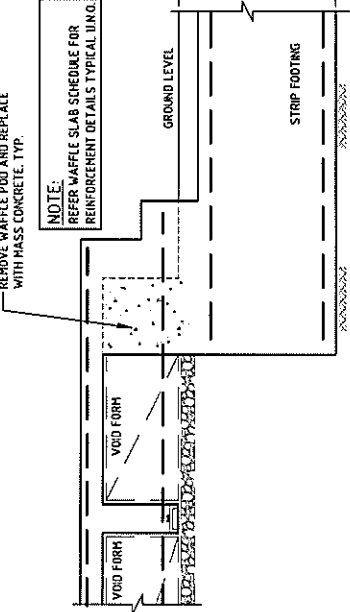 REMOVE WAFFLE POD AND REPLACE
WITH MASS CONCRETE, TYP.
NOTE:
REFER WAFFLE SLAB SCHEDULE FOR
REINFORCEMENT DETAILS TYPICAL U.N.O.
GROUND LEVEL
STRIP FOOTING
VOID FORM
VOID FORM